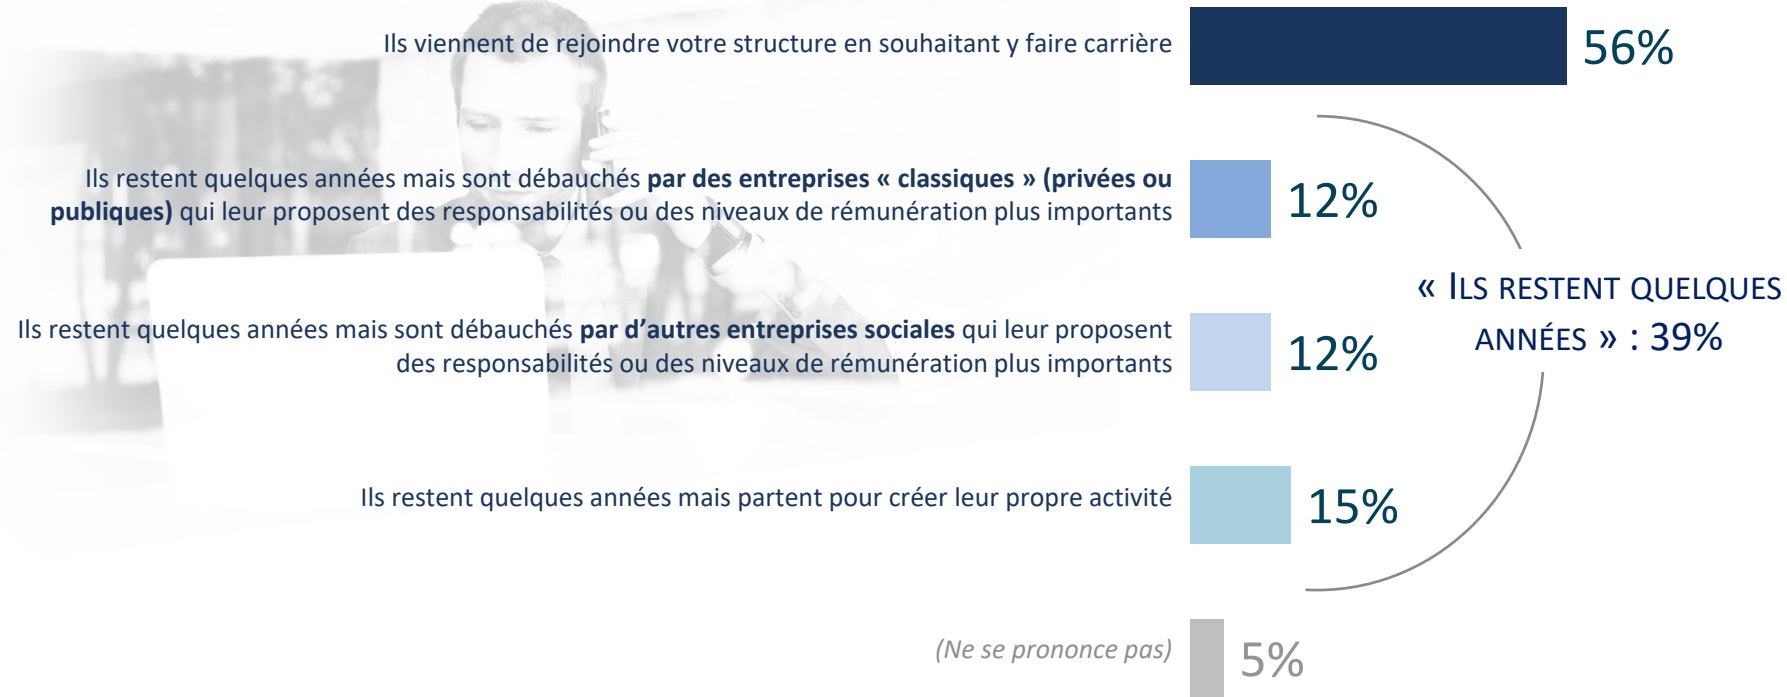 Ils viennent de rejoindre votre structure en souhaitant y faire carrière
56%
Ils restent quelques années mais sont débauchés par des entreprises « classiques » (privées ou
publiques) qui leur proposent des responsabilités ou des niveaux de rémunération plus importants
12%
Ils restent quelques années mais sont débauchés par d’autres entreprises sociales qui leur proposent
des responsabilités ou des niveaux de rémunération plus importants
12%
« ILS RESTENT QUELQUES
ANNÉES » : 39%
Ils restent quelques années mais partent pour créer leur propre activité
15%
(Ne se prononce pas)
5%